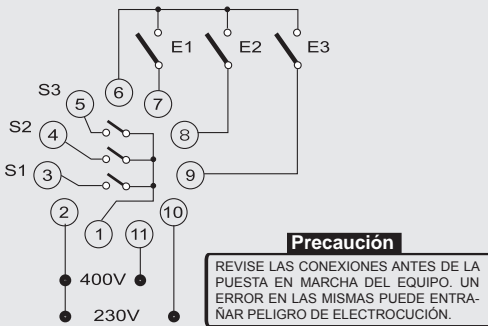 E1 E2 E3
6
7
S3
5
8
S2
4
S1
3
9
2
1
11
10
400V
230V
Precaución
REVISE LAS CONEXIONES ANTES DE LA
PUESTA EN MARCHA DEL EQUIPO. UN
ERROR EN LAS MISMAS PUEDE ENTRA-
ÑAR PELIGRO DE ELECTROCUCIÓN.